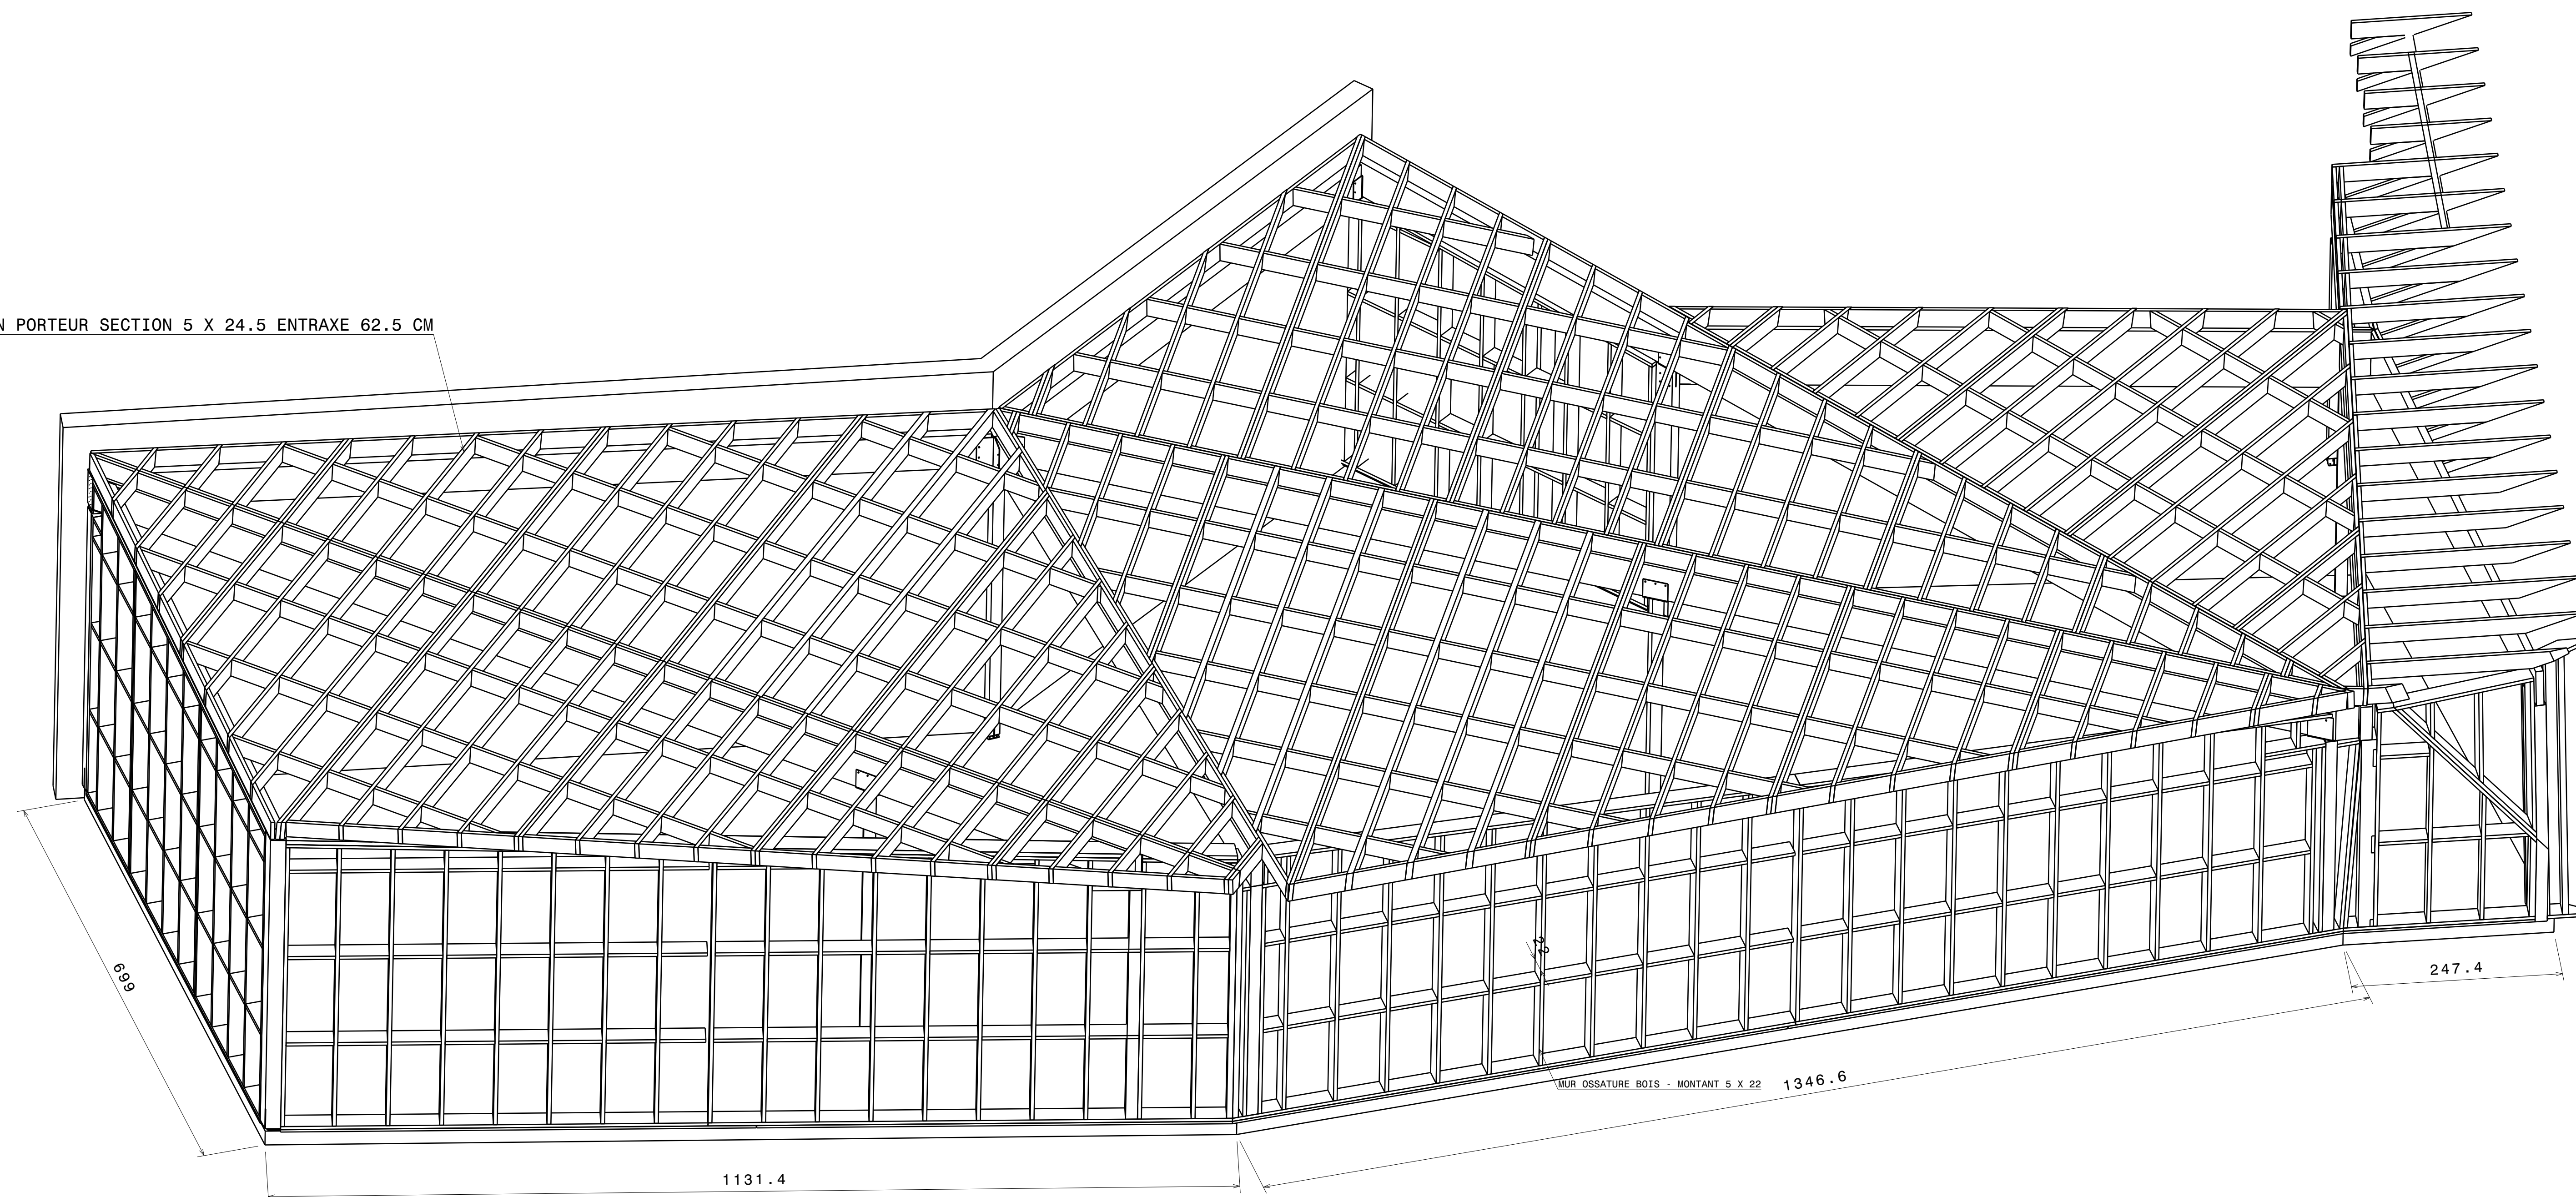 PORTEUR SECTION 5 X 24.5 ENTRAXE 62.5 CM
699
22
MUR OSSATURE BOIS - MONTANT 5 X 22
1346.6
247.4
1131.4